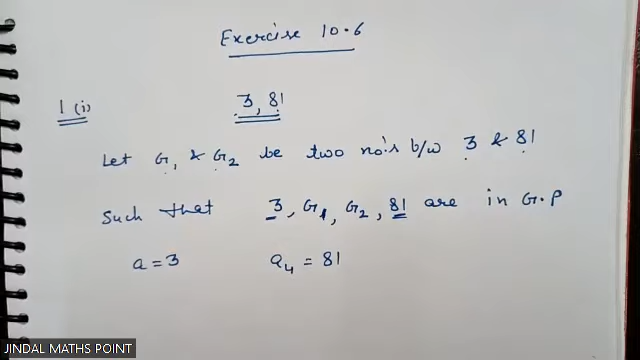 Exercise 10.6
1 (i) 3, 81
Let G1 & G2 be two no's b/w 3 & 81
Such that 3, G1, G2, 81 are in G.P
a = 3 a4 = 81
JINDAL MATHS POINT